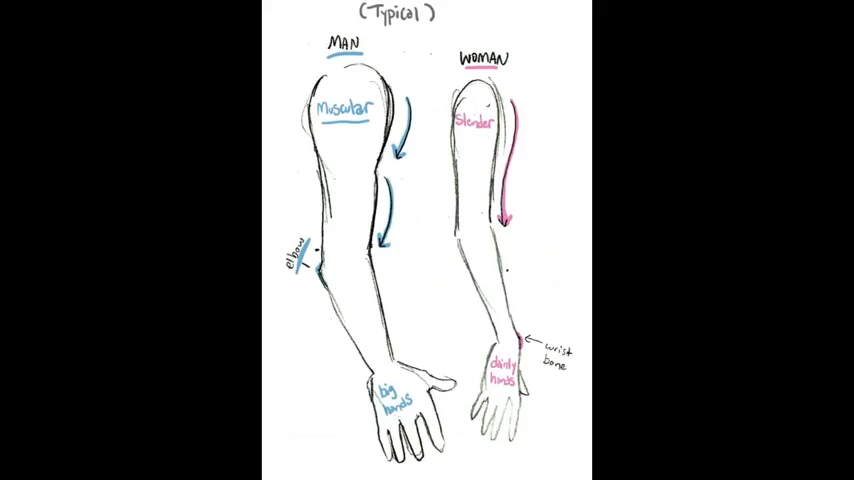 (Typical)
MAN
WOMAN
Muscular
Slender
elbow
wrist
bone
dainty
hands
big
hands